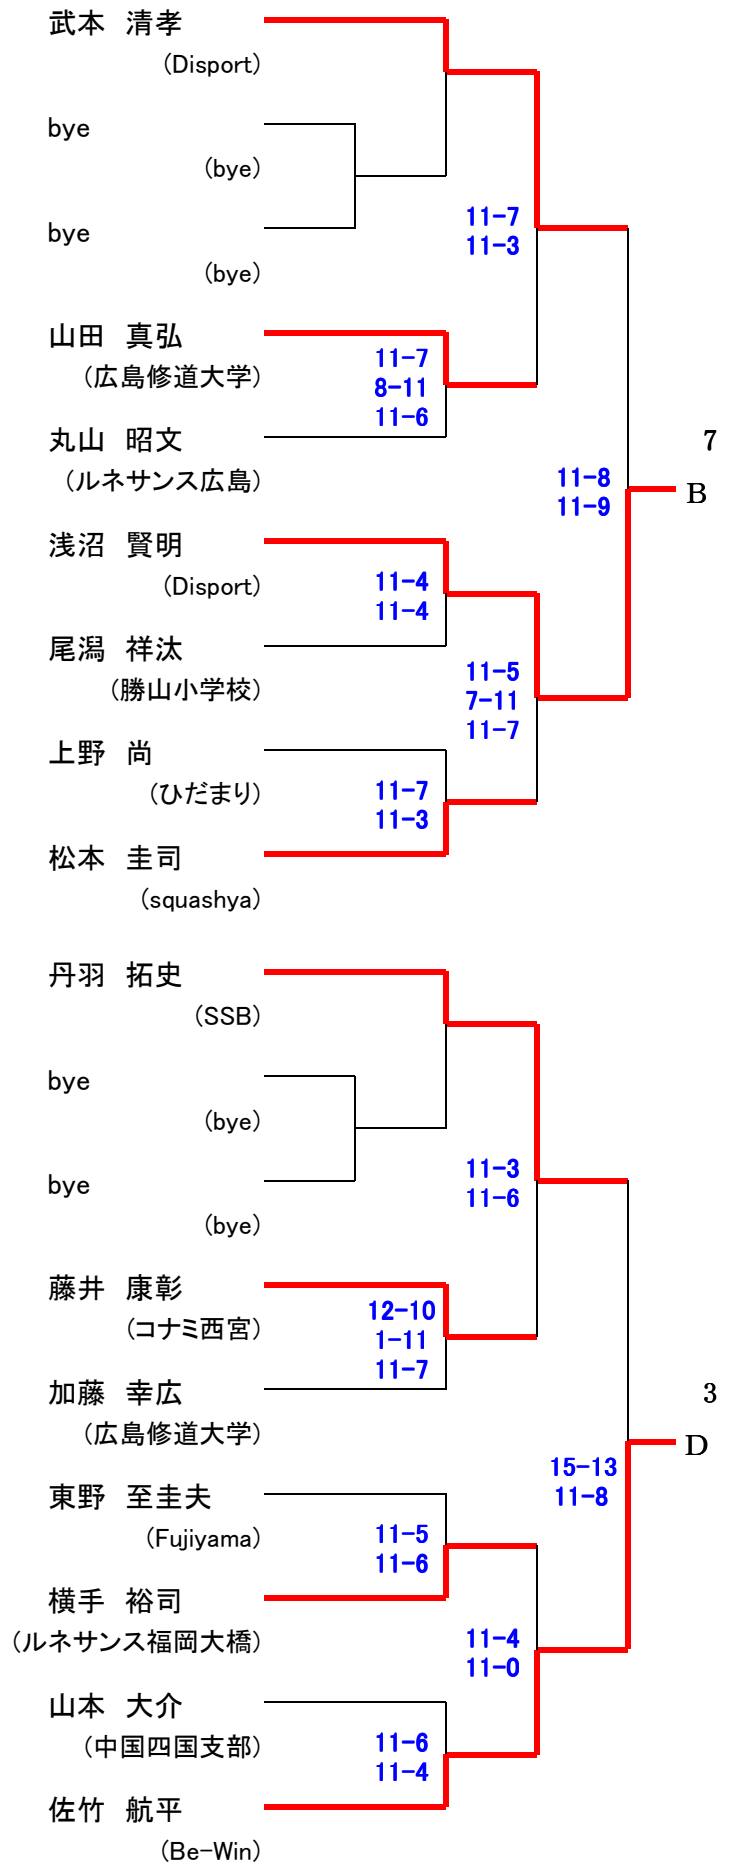 武本　清孝
(Disport)
bye
(bye)
11-7
11-3
bye
(bye)
山田　真弘
(広島修道大学)
11-7
8-11
11-6
丸山　昭文
(ルネサンス広島)
7
11-8
11-9
B
浅沼　賢明
(Disport)
11-4
11-4
尾潟　祥汰
(勝山小学校)
11-5
7-11
11-7
上野　尚
(ひだまり)
11-7
11-3
松本　圭司
(squashya)
丹羽　拓史
(SSB)
bye
(bye)
11-3
11-6
bye
(bye)
藤井　康彰
(コナミ西宮)
12-10
1-11
11-7
加藤　幸広
(広島修道大学)
3
D
15-13
11-8
東野　至圭夫
(Fujiyama)
11-5
11-6
横手　裕司
(ルネサンス福岡大橋)
11-4
11-0
山本　大介
(中国四国支部)
11-6
11-4
佐竹　航平
(Be-Win)